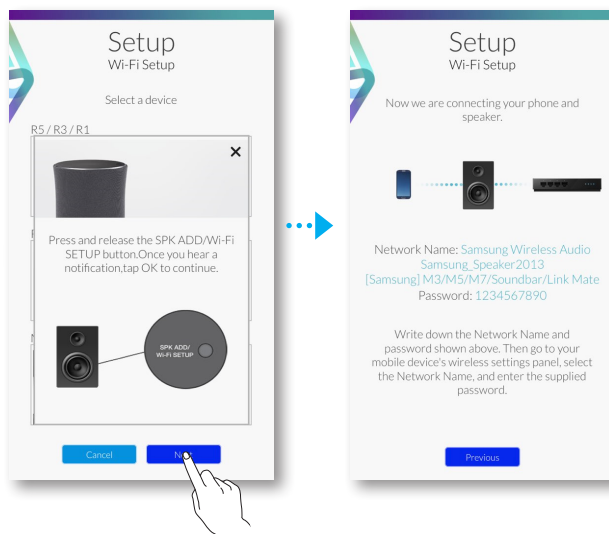 Setup
Wi-Fi Setup
Select a device
R5 / R3 / R1
Press and release the SPK ADD/Wi-Fi
SETUP button.Once you hear a
notification,tap OK to continue.
SPK ADD/
Wi-Fi SETUP
Cancel
Setup
Wi-Fi Setup
Now we are connecting your phone and
speaker.
Network Name: Samsung Wireless Audio
Samsung_Speaker2013
[Samsung] M3/M5/M7/Soundbar/Link Mate
Password: 1234567890
Write down the Network Name and
password shown above. Then go to your
mobile device's wireless settings panel, select
the Network Name, and enter the supplied
password.
Previous